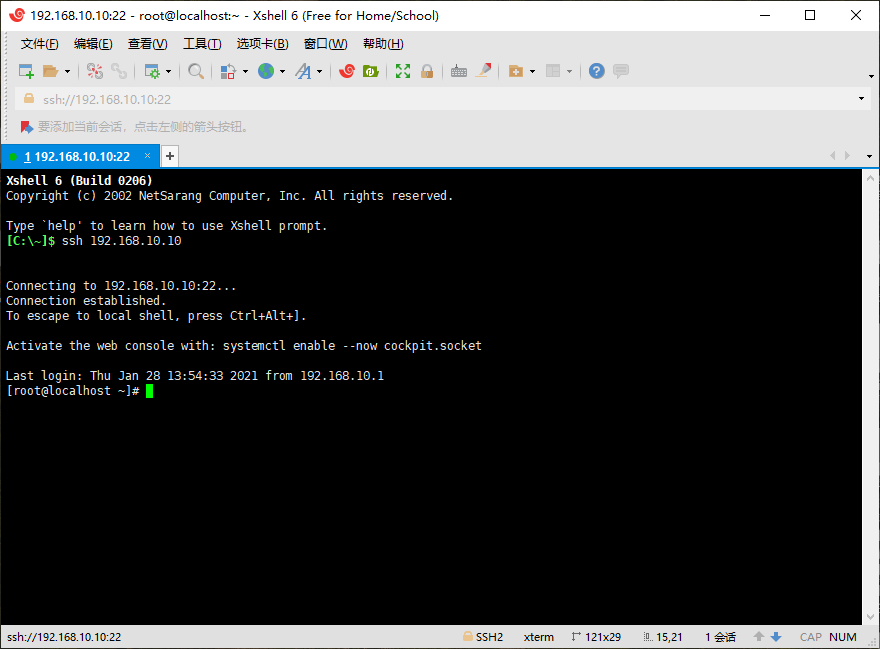 192.168.10.10:22 - root@localhost:~ - Xshell 6 (Free for Home/School)
文件(F) 编辑(E) 查看(V) 工具(T) 选项卡(B) 窗口(W) 帮助(H)
ssh://192.168.10.10:22
要添加当前会话，点击左侧的箭头按钮。
1 192.168.10.10:22 × +
Xshell 6 (Build 0206)
Copyright (c) 2002 NetSarang Computer, Inc. All rights reserved.
Type `help' to learn how to use Xshell prompt.
[C:\~]$ ssh 192.168.10.10
Connecting to 192.168.10.10:22...
Connection established.
To escape to local shell, press Ctrl+Alt+].
Activate the web console with: systemctl enable --now cockpit.socket
Last login: Thu Jan 28 13:54:33 2021 from 192.168.10.1
[root@localhost ~]#
ssh://192.168.10.10:22 SSH2 xterm 121x29 15,21 1 会话 CAP NUM